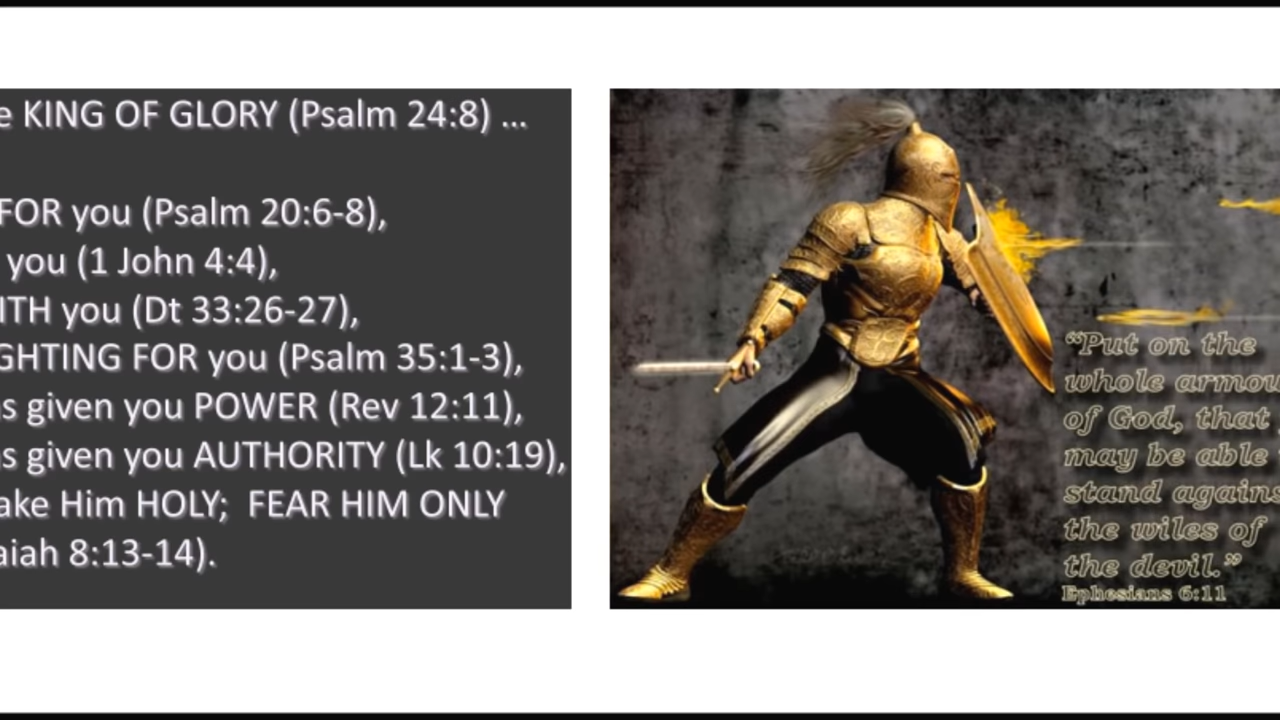 e KING OF GLORY (Psalm 24:8) ...
FOR you (Psalm 20:6-8),
you (1 John 4:4),
ITH you (Dt 33:26-27),
GHTING FOR you (Psalm 35:1-3),
s given you POWER (Rev 12:11),
s given you AUTHORITY (Lk 10:19),
ake Him HOLY;  FEAR HIM ONLY
aiah 8:13-14).
“Put on the
whole armou
of God, that
may be able
stand agains
the wiles of
the devil.”
Ephesians 6:11